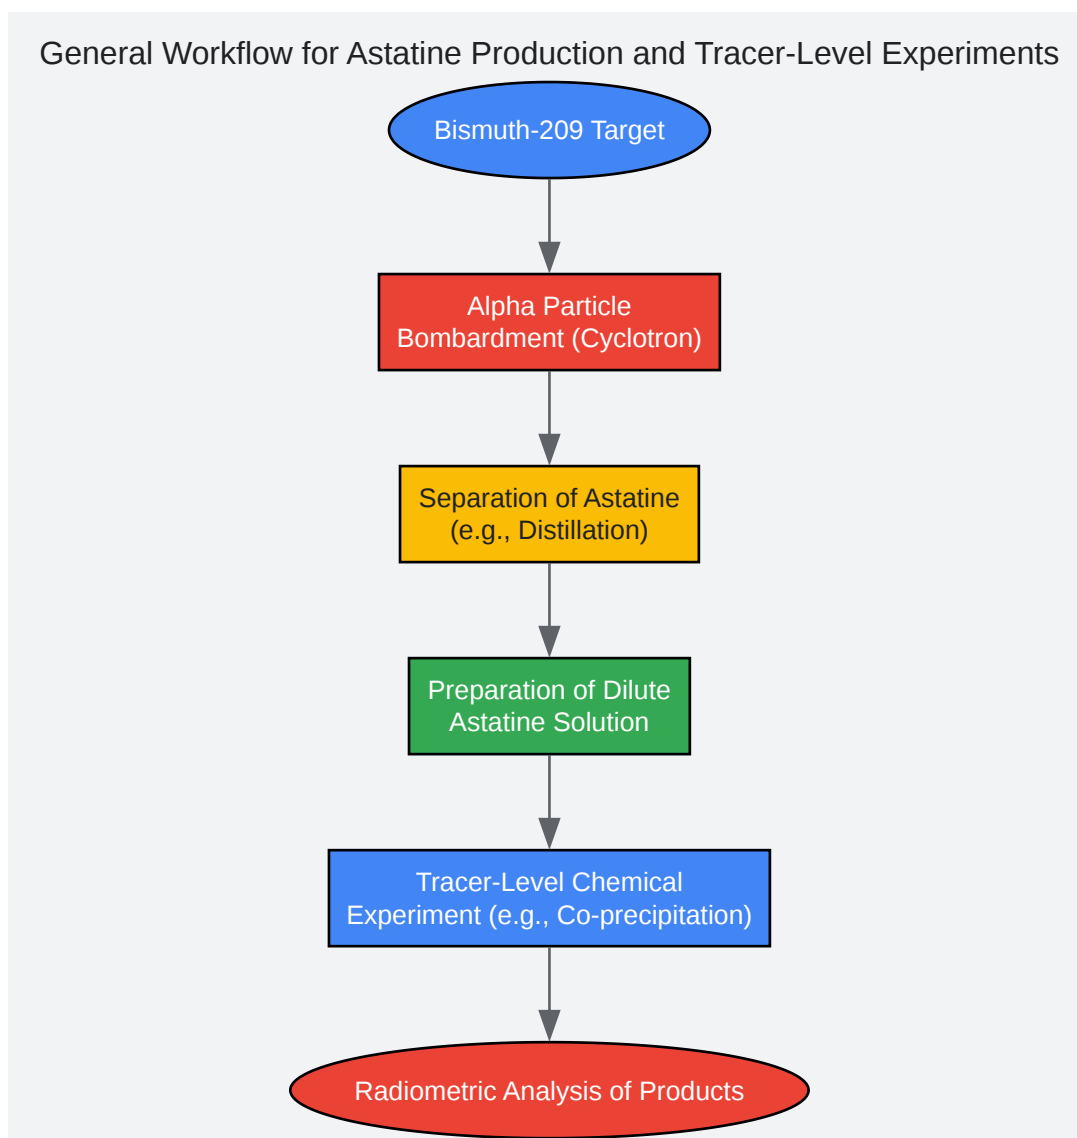 General Workflow for Astatine Production and Tracer-Level Experiments
Bismuth-209 Target
Alpha Particle
Bombardment (Cyclotron)
Separation of Astatine
(e.g., Distillation)
Preparation of Dilute
Astatine Solution
Tracer-Level Chemical
Experiment (e.g., Co-precipitation)
Radiometric Analysis of Products